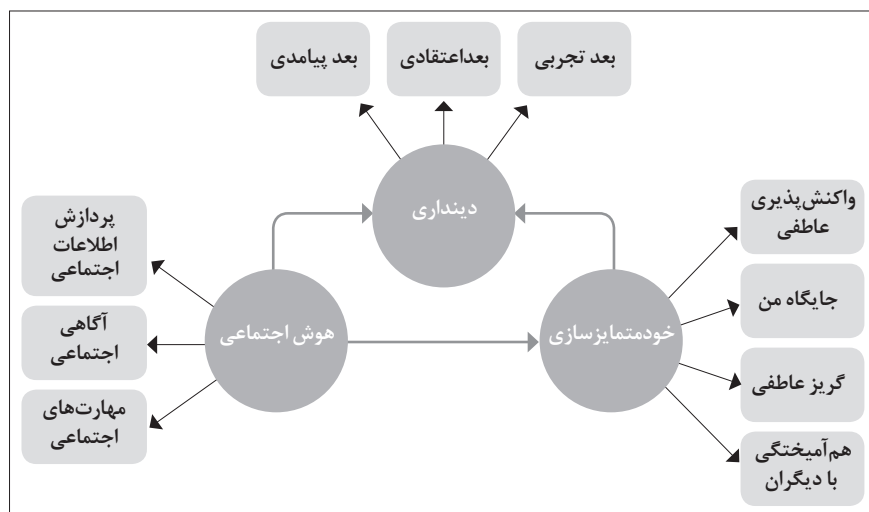 بعد تجربی
بعداعتقادی
بعد پیامدی
دینداری
واکنش‌پذیری
عاطفی
جایگاه من
گریز عاطفی
هم‌آمیختگی
با دیگران
خودمتمایزسازی
هوش اجتماعی
پردازش
اطلاعات
اجتماعی
آگاهی
اجتماعی
مهارت‌های
اجتماعی